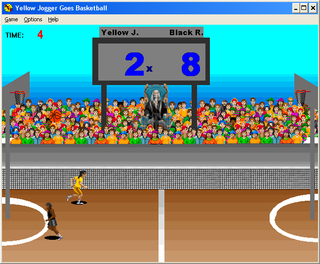 Yellow Jogger Goes Basketball
Game Options Help
TIME: 4
Yellow J. Black R.
2 x 8